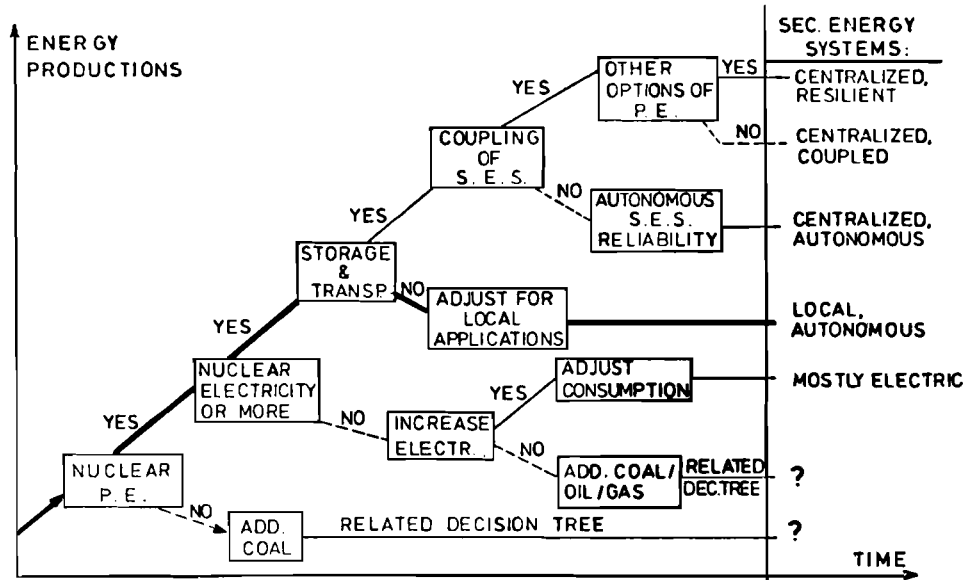 ENERGY
PRODUCTIONS
SEC. ENERGY
SYSTEMS:
YES
OTHER
OPTIONS OF
P. E.
YES
CENTRALIZED,
RESILIENT
NO
CENTRALIZED,
COUPLED
COUPLING
OF
S. E. S.
NO
AUTONOMOUS
S.E.S.
RELIABILITY
CENTRALIZED,
AUTONOMOUS
YES
STORAGE
&
TRANSP.
NO
ADJUST FOR
LOCAL
APPLICATIONS
LOCAL,
AUTONOMOUS
YES
NUCLEAR
ELECTRICITY
OR MORE
NO
INCREASE
ELECTR.
YES
ADJUST
CONSUMPTION
MOSTLY ELECTRIC
NO
ADD. COAL/
OIL/GAS
RELATED
DEC.TREE
?
YES
NUCLEAR
P. E.
NO
ADD.
COAL
RELATED DECISION TREE
?
TIME